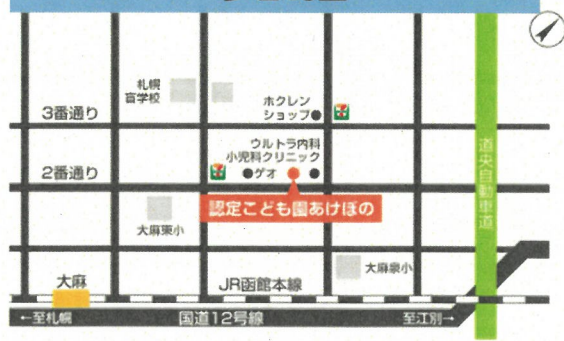 札幌
盲学校
ホクレン
ショップ
3番通り
ウルトラ内科
小児科クリニック
2番通り
ゲオ
認定こども園あけぼの
道央自動車道
大麻東小
大麻泉小
大麻
JR函館本線
←至札幌
国道12号線
至江別→